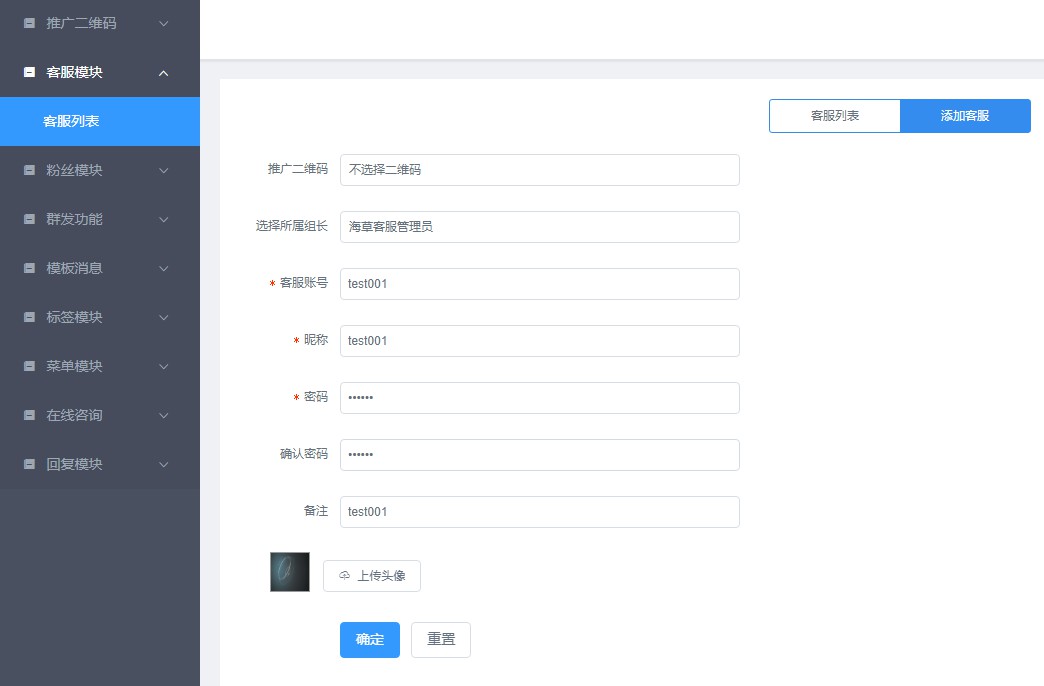 推广二维码
客服模块
客服列表
粉丝模块
群发功能
模板消息
标签模块
菜单模块
在线咨询
回复模块
客服列表
添加客服
推广二维码 不选择二维码
选择所属组长 海草客服管理员
* 客服账号 test001
* 昵称 test001
* 密码 ••••••
确认密码 ••••••
备注 test001
上传头像
确定 重置